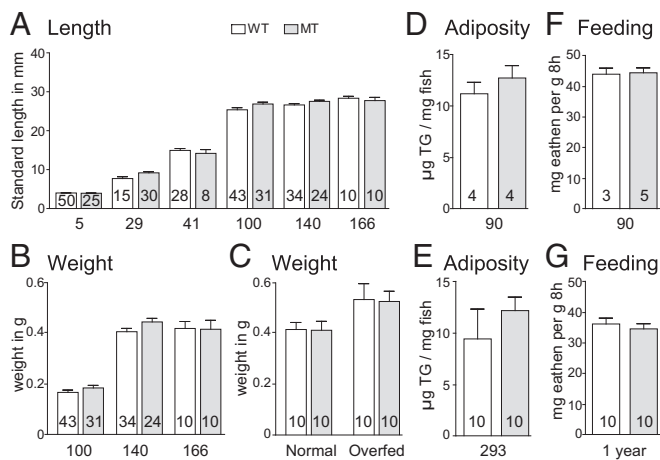 A Length
WT MT
Standard length in mm
40
30
20
10
0
50 25 15 30 28 8 43 31 34 24 10 10
5 29 41 100 140 166
D Adiposity
µg TG / mg fish
15
10
5
0
4 4
90
F Feeding
mg eathen per g 8h
50
40
30
20
10
0
3 5
90
B Weight
weight in g
0.6
0.4
0.2
0
43 31 34 24 10 10
100 140 166
C Weight
weight in g
0.6
0.4
0.2
0
10 10 10 10
Normal Overfed
E Adiposity
µg TG / mg fish
15
10
5
0
10 10
293
G Feeding
mg eathen per g 8h
50
40
30
20
10
0
10 10
1 year